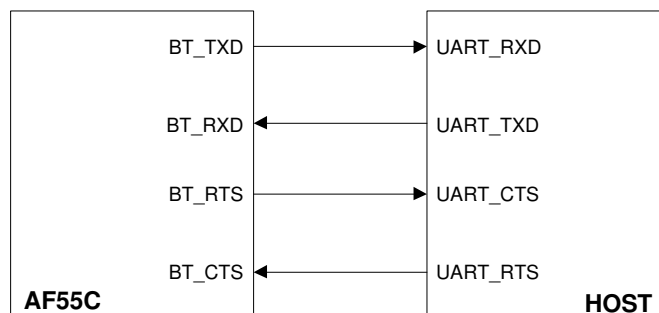 BT_TXD UART_RXD
BT_RXD UART_TXD
BT_RTS UART_CTS
BT_CTS UART_RTS
AF55C HOST